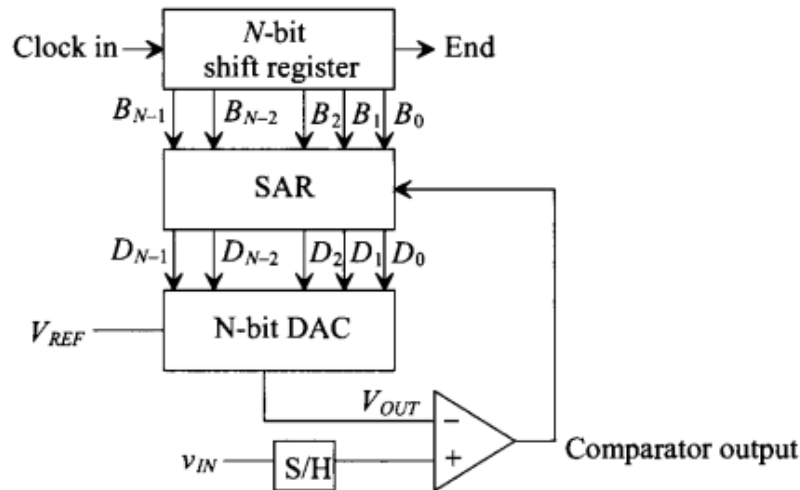 Clock in
N-bit
shift register
End
B_{N-1} B_{N-2} B_2 B_1 B_0
SAR
D_{N-1} D_{N-2} D_2 D_1 D_0
V_{REF}
N-bit DAC
V_{OUT}
−
+
v_{IN}
S/H
Comparator output